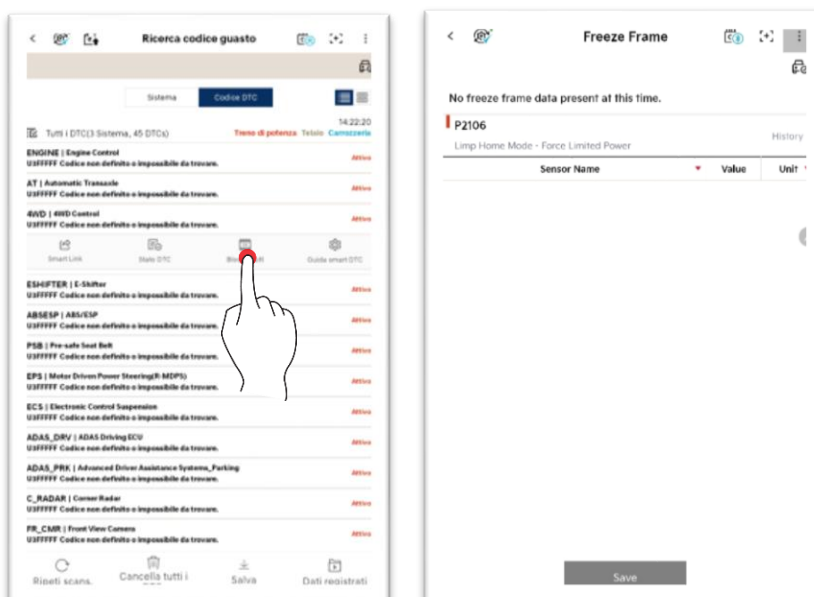 Ricerca codice guasto
Sistema
Codice DTC
14:22:20
Tutti i DTC(3 Sistema, 45 DTCs)
Treno di potenza Telaio Carrozzeria
ENGINE | Engine Control
U3FFFFF Codice non definito o impossibile da trovare.
Attivo
AT | Automatic Transaxle
U3FFFFF Codice non definito o impossibile da trovare.
Attivo
4WD | 4WD Control
U3FFFFF Codice non definito o impossibile da trovare.
Attivo
Smart Link
Stato DTC
Guida smart DTC
ESHIFTER | E-Shifter
U3FFFFF Codice non definito o impossibile da trovare.
Attivo
ABSESP | ABS/ESP
U3FFFFF Codice non definito o impossibile da trovare.
Attivo
PSB | Pre-safe Seat Belt
U3FFFFF Codice non definito o impossibile da trovare.
Attivo
EPS | Motor Driven Power Steering(R-MDPS)
U3FFFFF Codice non definito o impossibile da trovare.
Attivo
ECS | Electronic Control Suspension
U3FFFFF Codice non definito o impossibile da trovare.
Attivo
ADAS_DRV | ADAS Driving ECU
U3FFFFF Codice non definito o impossibile da trovare.
Attivo
ADAS_PRK | Advanced Driver Assistance Systems_Parking
U3FFFFF Codice non definito o impossibile da trovare.
Attivo
C_RADAR | Corner Radar
U3FFFFF Codice non definito o impossibile da trovare.
Attivo
FR_CMR | Front View Camera
U3FFFFF Codice non definito o impossibile da trovare.
Attivo
Ripeti scans.
Cancella tutti i
Salva
Dati registrati
Freeze Frame
No freeze frame data present at this time.
P2106
Limp Home Mode - Force Limited Power
History
Sensor Name
Value
Unit
Save